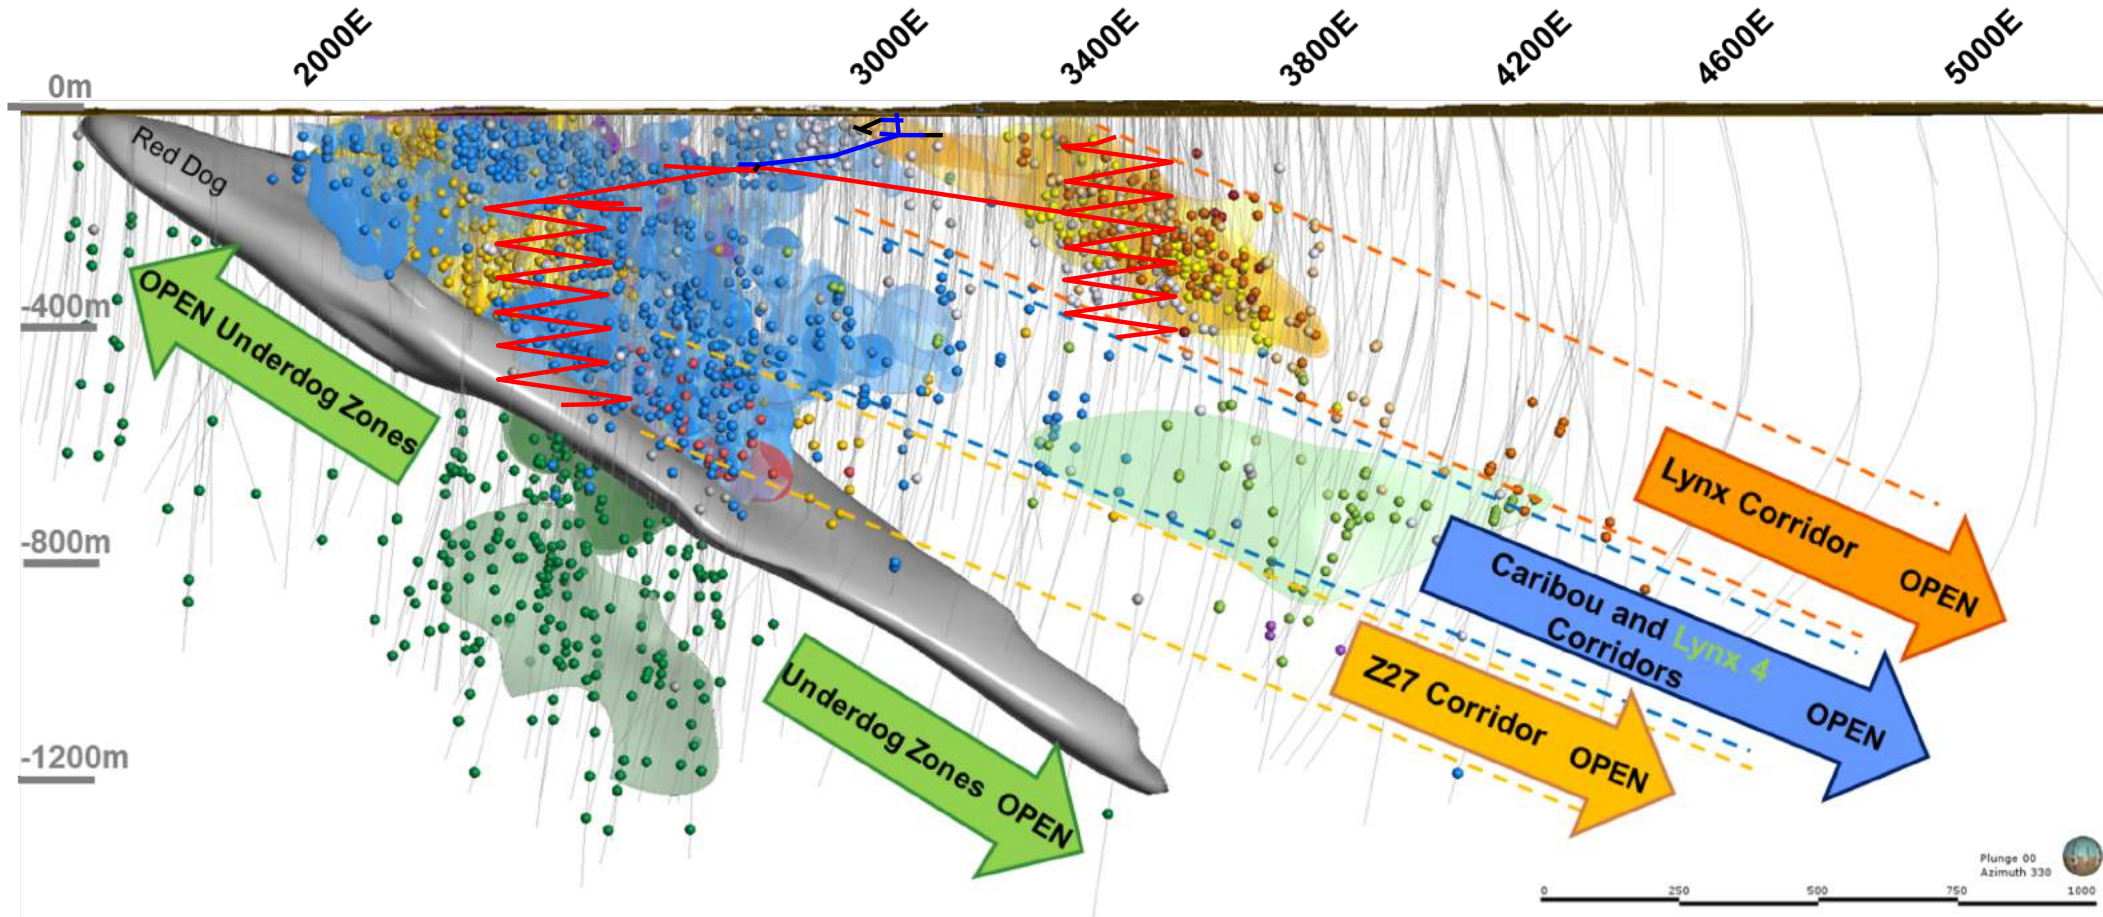 2000E
3000E
3400E
3800E
4200E
4600E
5000E
0m
-400m
-800m
-1200m
Red Dog
OPEN Underdog Zones
Underdog Zones OPEN
Lynx Corridor OPEN
Caribou and Lynx 4
Corridors OPEN
Z27 Corridor OPEN
Plunge 00
Azimuth 330
0 250 500 750 1000